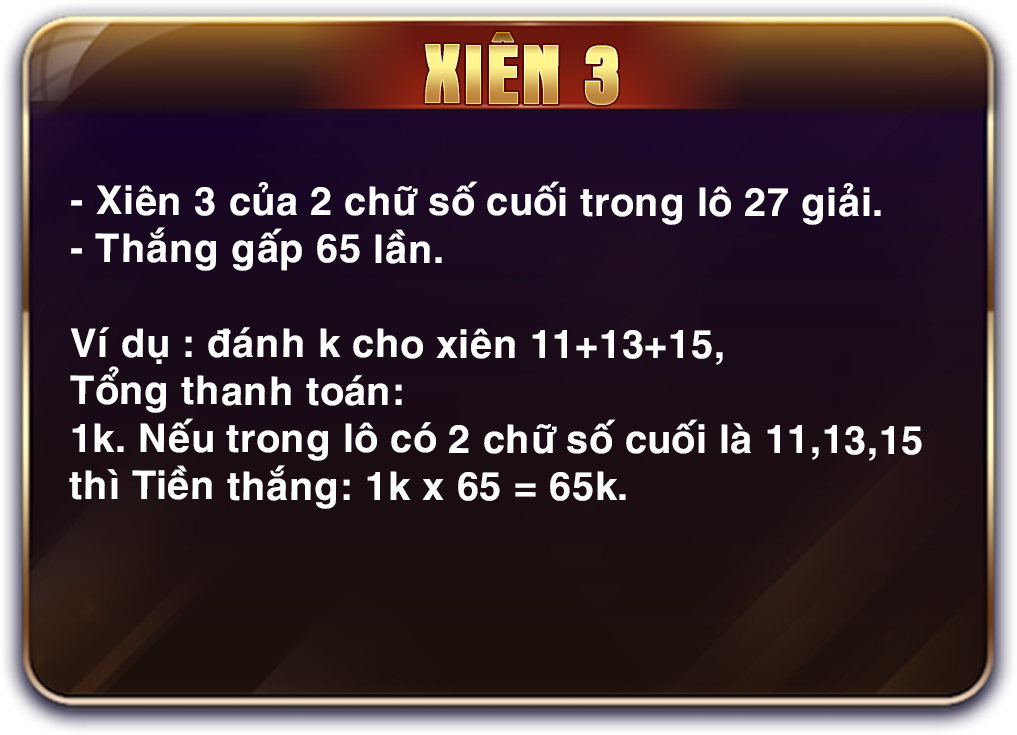 XIÊN 3
- Xiên 3 của 2 chữ số cuối trong lô 27 giải.
- Thắng gấp 65 lần.
Ví dụ : đánh k cho xiên 11+13+15,
Tổng thanh toán:
1k. Nếu trong lô có 2 chữ số cuối là 11,13,15
thì Tiền thắng: 1k x 65 = 65k.